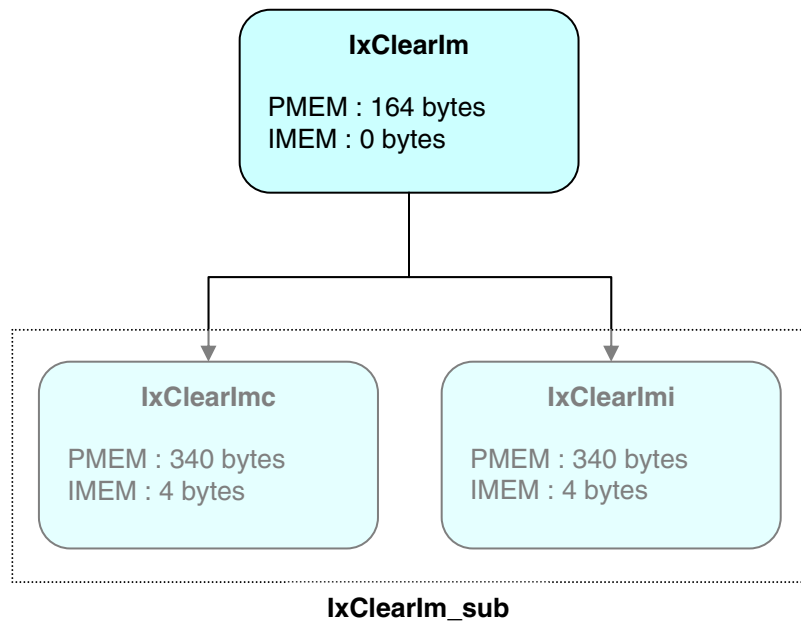 IxClearIm
PMEM : 164 bytes
IMEM : 0 bytes
IxClearImc
PMEM : 340 bytes
IMEM : 4 bytes
IxClearImi
PMEM : 340 bytes
IMEM : 4 bytes
IxClearIm_sub